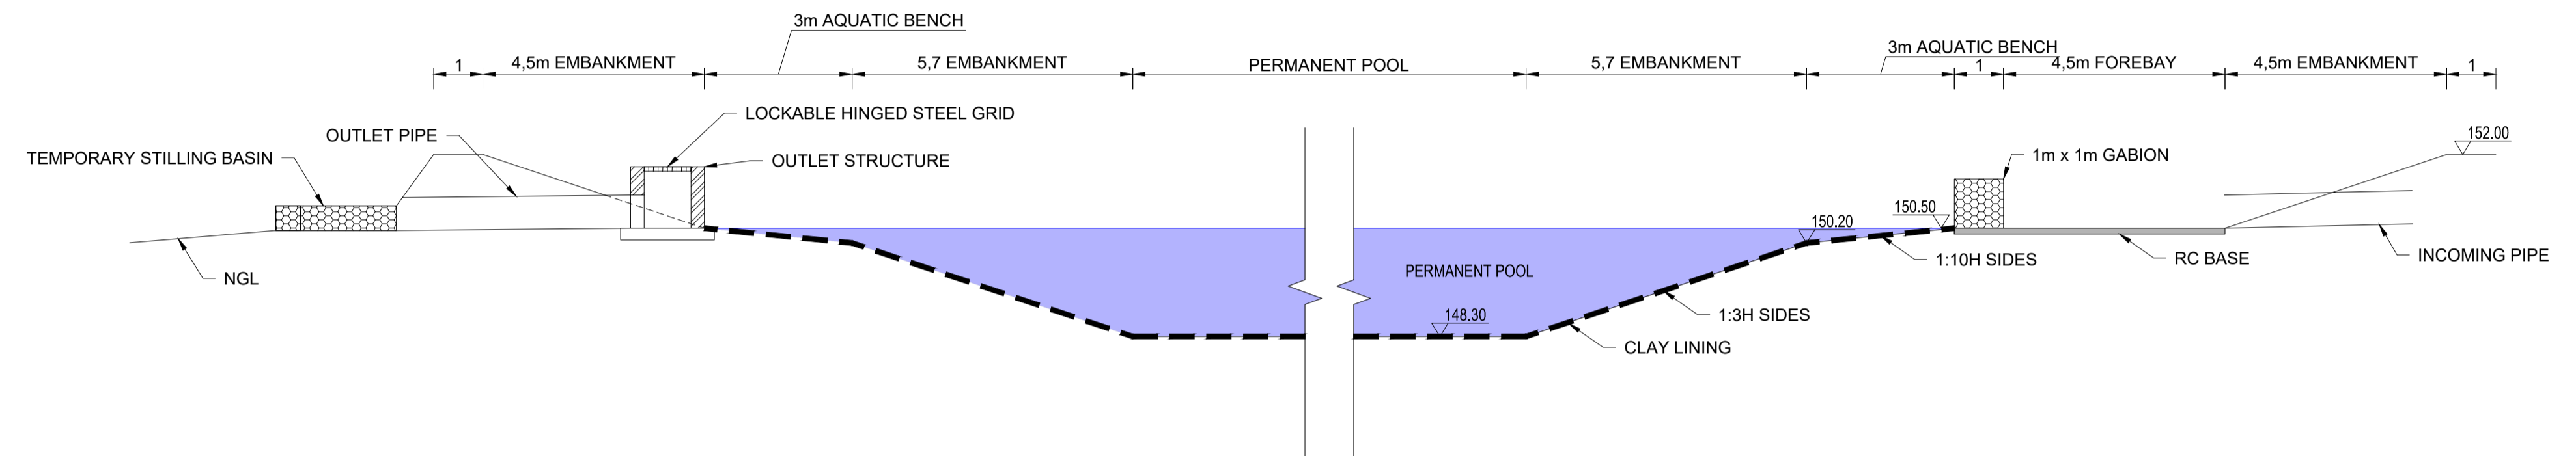 3m AQUATIC BENCH
3m AQUATIC BENCH
1
4,5m EMBANKMENT
5,7 EMBANKMENT
PERMANENT POOL
5,7 EMBANKMENT
1
4,5m FOREBAY
4,5m EMBANKMENT
1
LOCKABLE HINGED STEEL GRID
OUTLET PIPE
152.00
TEMPORARY STILLING BASIN
OUTLET STRUCTURE
1m x 1m GABION
150.50
150.20
NGL
PERMANENT POOL
1:10H SIDES
RC BASE
INCOMING PIPE
148.30
1:3H SIDES
CLAY LINING